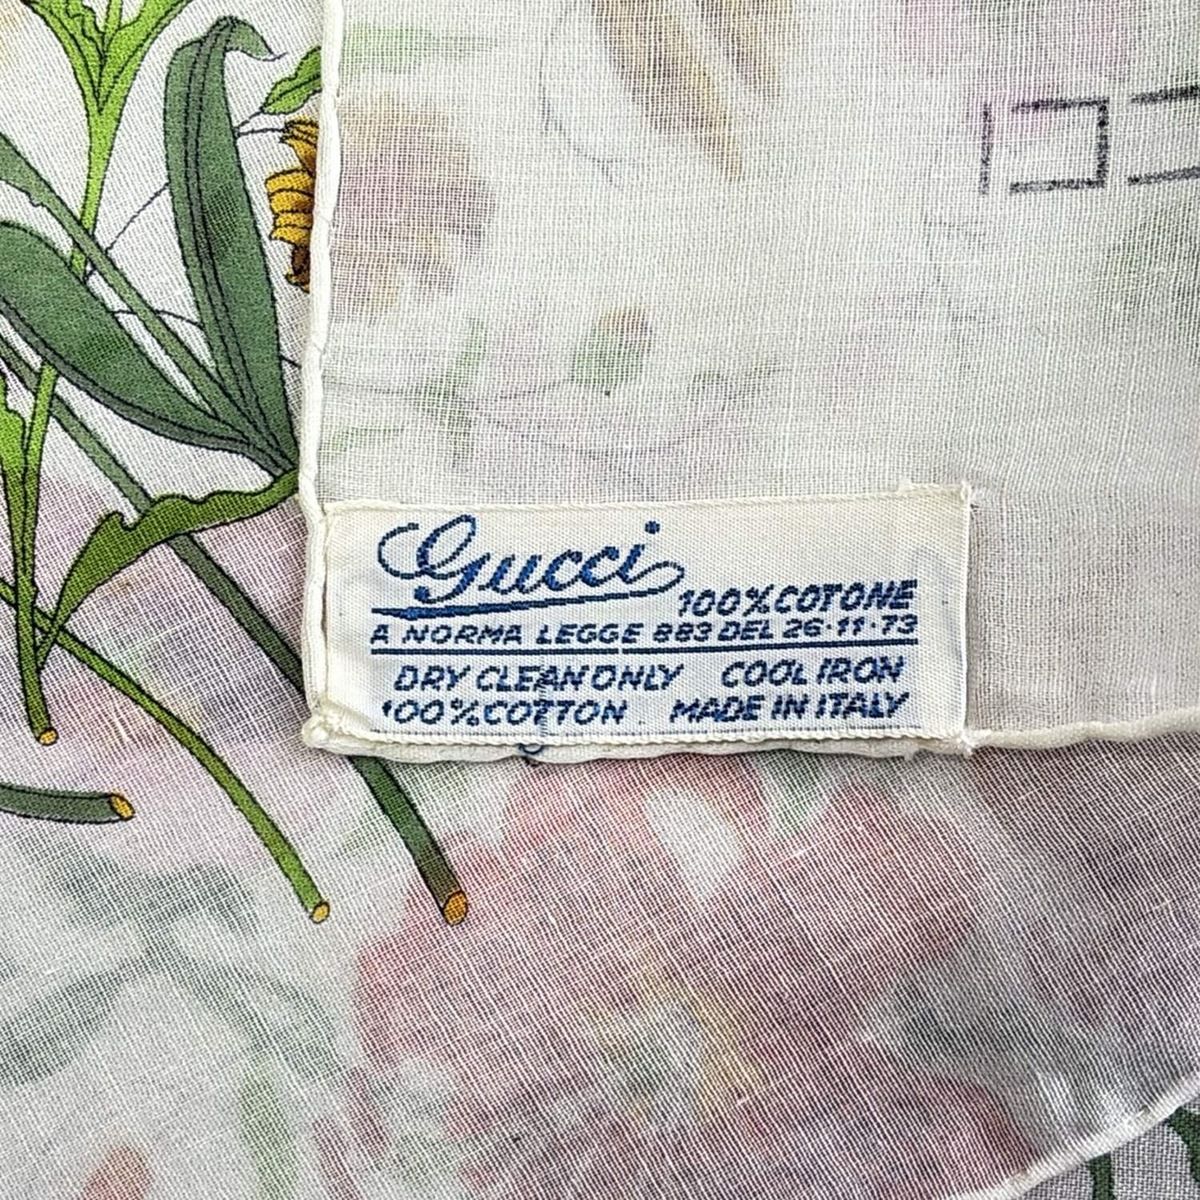 Gucci
100% COTONE
A NORMA LEGGE 883 DEL 26·11·73
DRY CLEAN ONLY COOL IRON
100% COTTON MADE IN ITALY